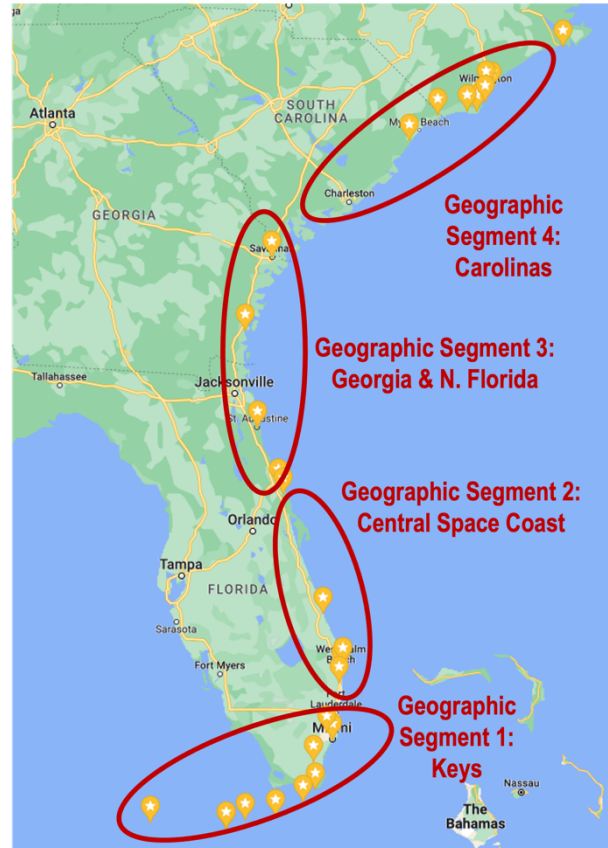 Atlanta
SOUTH
CAROLINA
Wilmington
Myrtle Beach
Charleston
GEORGIA
Geographic
Segment 4:
Carolinas
Savannah
Geographic Segment 3:
Georgia & N. Florida
Tallahassee
Jacksonville
St. Augustine
Geographic Segment 2:
Central Space Coast
Orlando
Tampa
FLORIDA
Sarasota
West Palm
Beach
Fort Myers
Fort
Lauderdale
Miami
Geographic
Segment 1:
Keys
Nassau
The
Bahamas